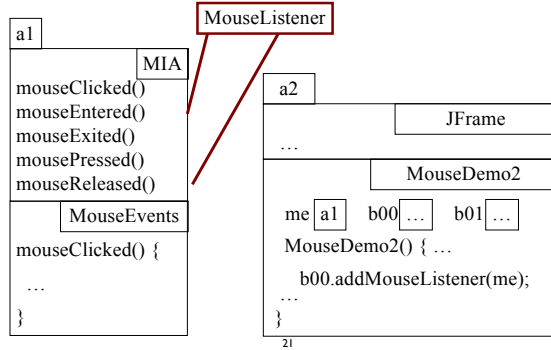 MouseListener
a1
MIA
mouseClicked()
mouseEntered()
mouseExited()
mousePressed()
mouseReleased()
MouseEvents
mouseClicked() {
…
}
a2
JFrame
…
MouseDemo2
me a1 b00 … b01 …
MouseDemo2() { …
b00.addMouseListener(me);
…
}
21